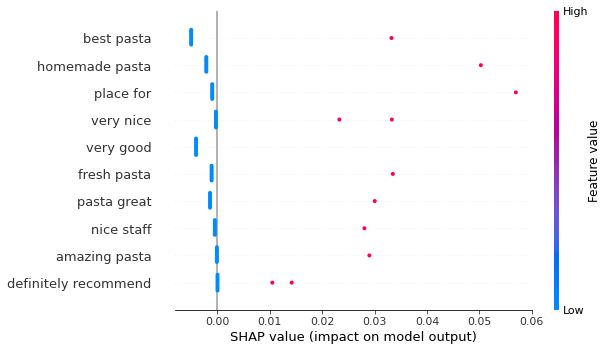 High
best pasta
homemade pasta
place for
very nice
very good
fresh pasta
pasta great
nice staff
amazing pasta
definitely recommend
Feature value
Low
0.00 0.01 0.02 0.03 0.04 0.05 0.06
SHAP value (impact on model output)